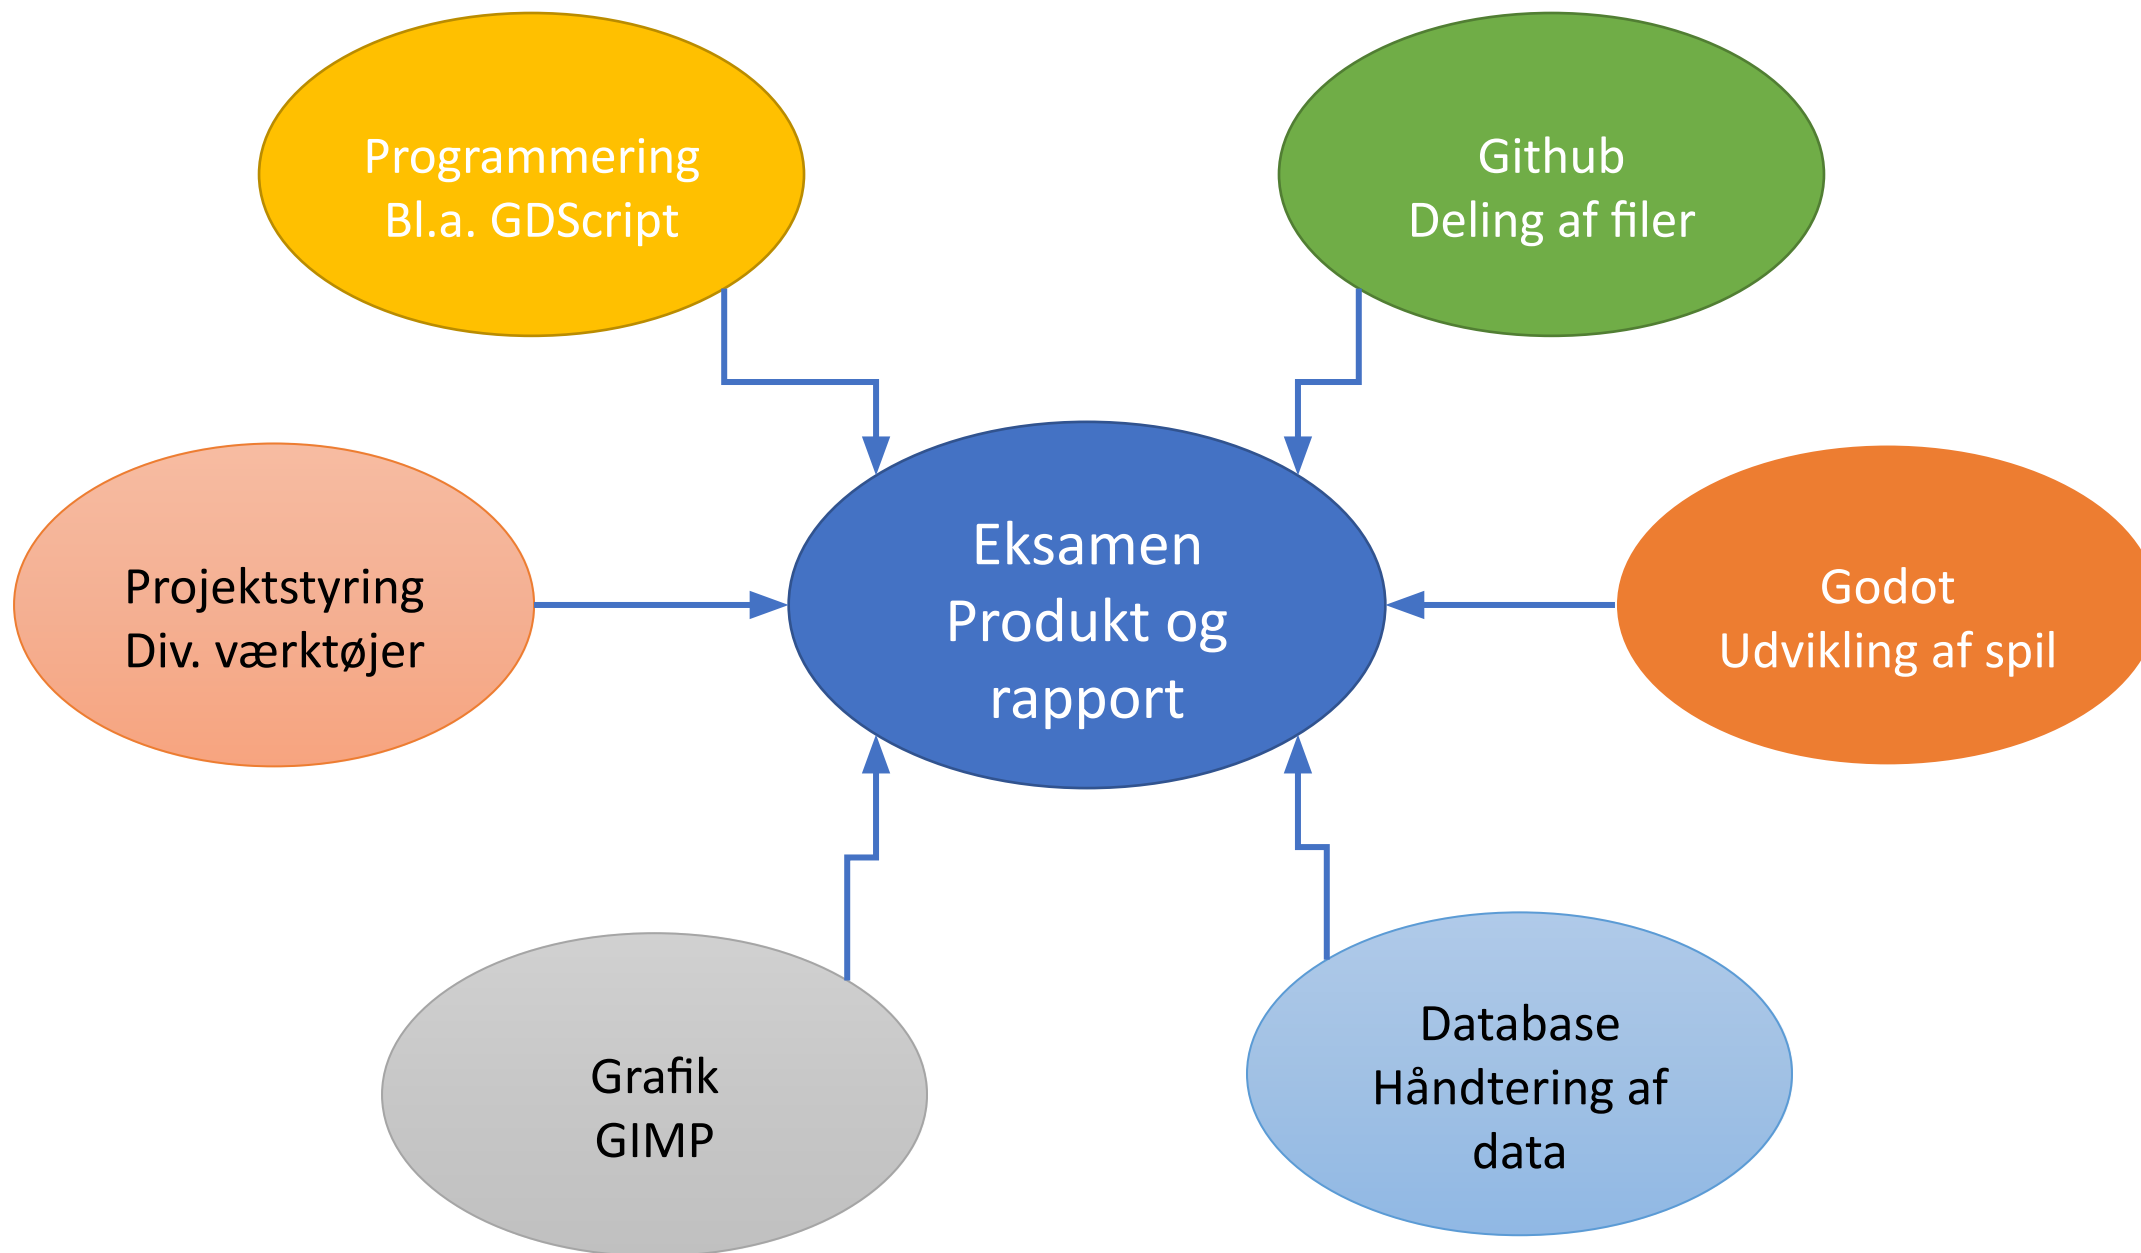 Programmering
Bl.a. GDScript
Github
Deling af filer
Eksamen
Produkt og
rapport
Projektstyring
Div. værktøjer
Godot
Udvikling af spil
Grafik
GIMP
Database
Håndtering af
data